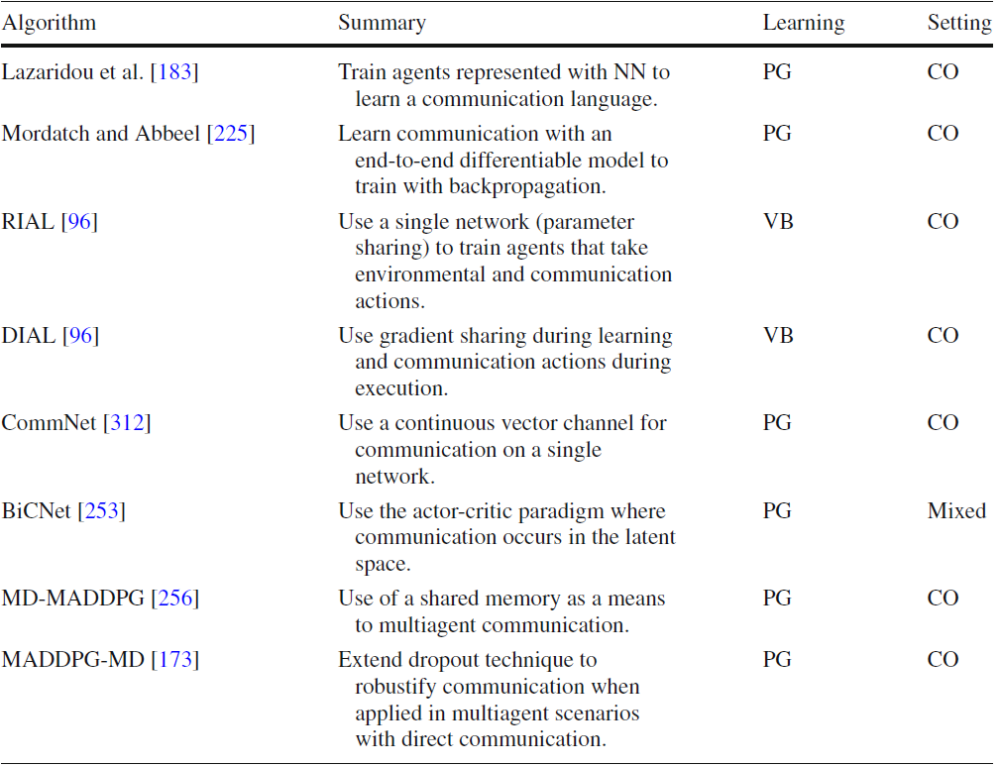 Algorithm Summary Learning Setting
Lazaridou et al. [183] Train agents represented with NN to PG CO
learn a communication language.
Mordatch and Abbeel [225] Learn communication with an PG CO
end-to-end differentiable model to
train with backpropagation.
RIAL [96] Use a single network (parameter VB CO
sharing) to train agents that take
environmental and communication
actions.
DIAL [96] Use gradient sharing during learning VB CO
and communication actions during
execution.
CommNet [312] Use a continuous vector channel for PG CO
communication on a single
network.
BiCNet [253] Use the actor-critic paradigm where PG Mixed
communication occurs in the latent
space.
MD-MADDPG [256] Use of a shared memory as a means PG CO
to multiagent communication.
MADDPG-MD [173] Extend dropout technique to PG CO
robustify communication when
applied in multiagent scenarios
with direct communication.